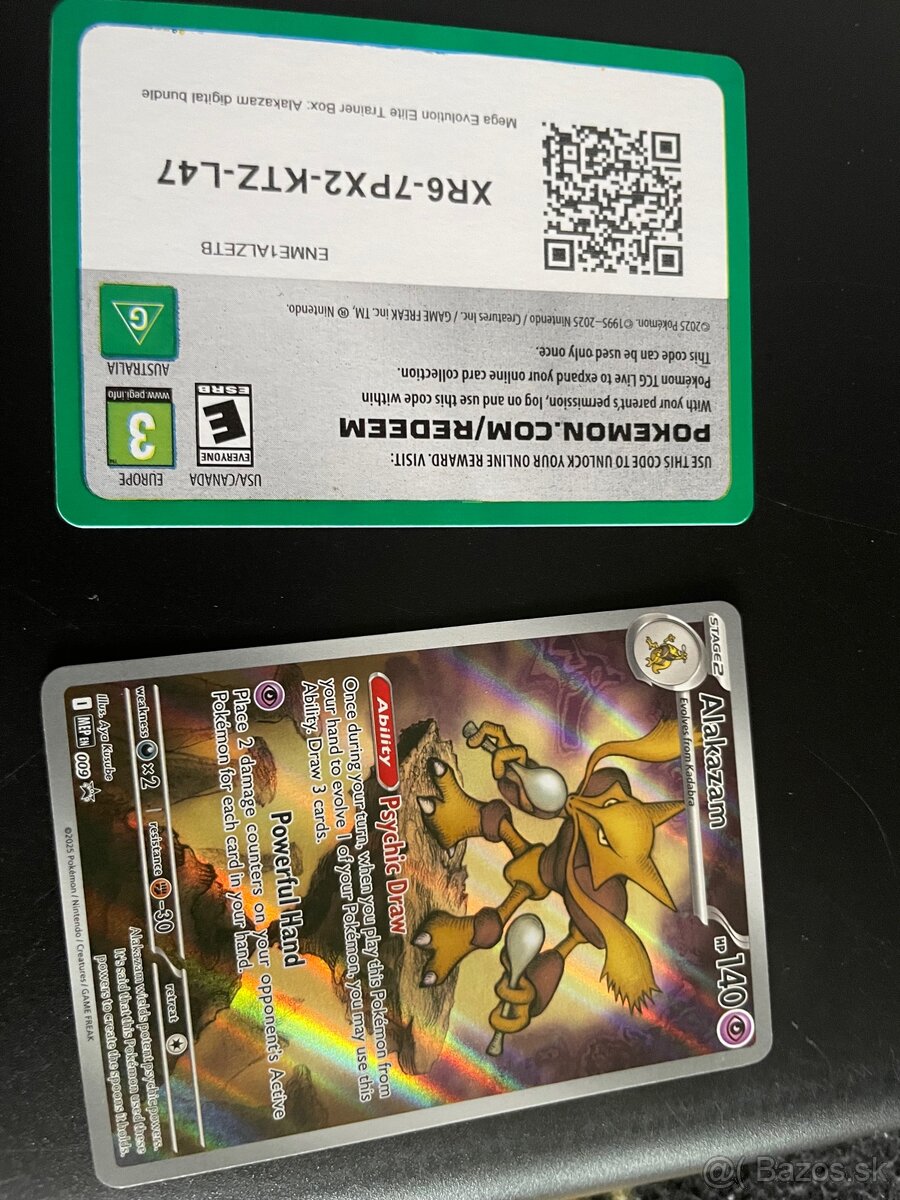 USE THIS CODE TO UNLOCK YOUR ONLINE REWARD. VISIT:
POKEMON.COM/REDEEM
With your parent's permission, log on and use this code within
Pokémon TCG Live to expand your online card collection.
This code can be used only once.
©2025 Pokémon. ©1995–2025 Nintendo / Creatures Inc. / GAME FREAK inc. TM, ® Nintendo.
USA/CANADA
EVERYONE
E
ESRB
EUROPE
3
www.pegi.info
AUSTRALIA
G
ENME1ALZETB
XR6-7PX2-KTZ-L47
Mega Evolution Elite Trainer Box: Alakazam digital bundle
STAGE 2
Alakazam
HP 140
Evolves from Kadabra
Ability Psychic Draw
Once during your turn, when you play this Pokémon from
your hand to evolve 1 of your Pokémon, you may use this
Ability. Draw 3 cards.
Powerful Hand
Place 2 damage counters on your opponent's Active
Pokémon for each card in your hand.
weakness ×2
resistance -30
retreat
Illus. Aya Kusube
I MEP EN 009
Alakazam wields potent psychic powers.
It's said that this Pokémon used these
powers to create the spoons it holds.
©2025 Pokémon / Nintendo / Creatures / GAME FREAK
@( Bazos.sk